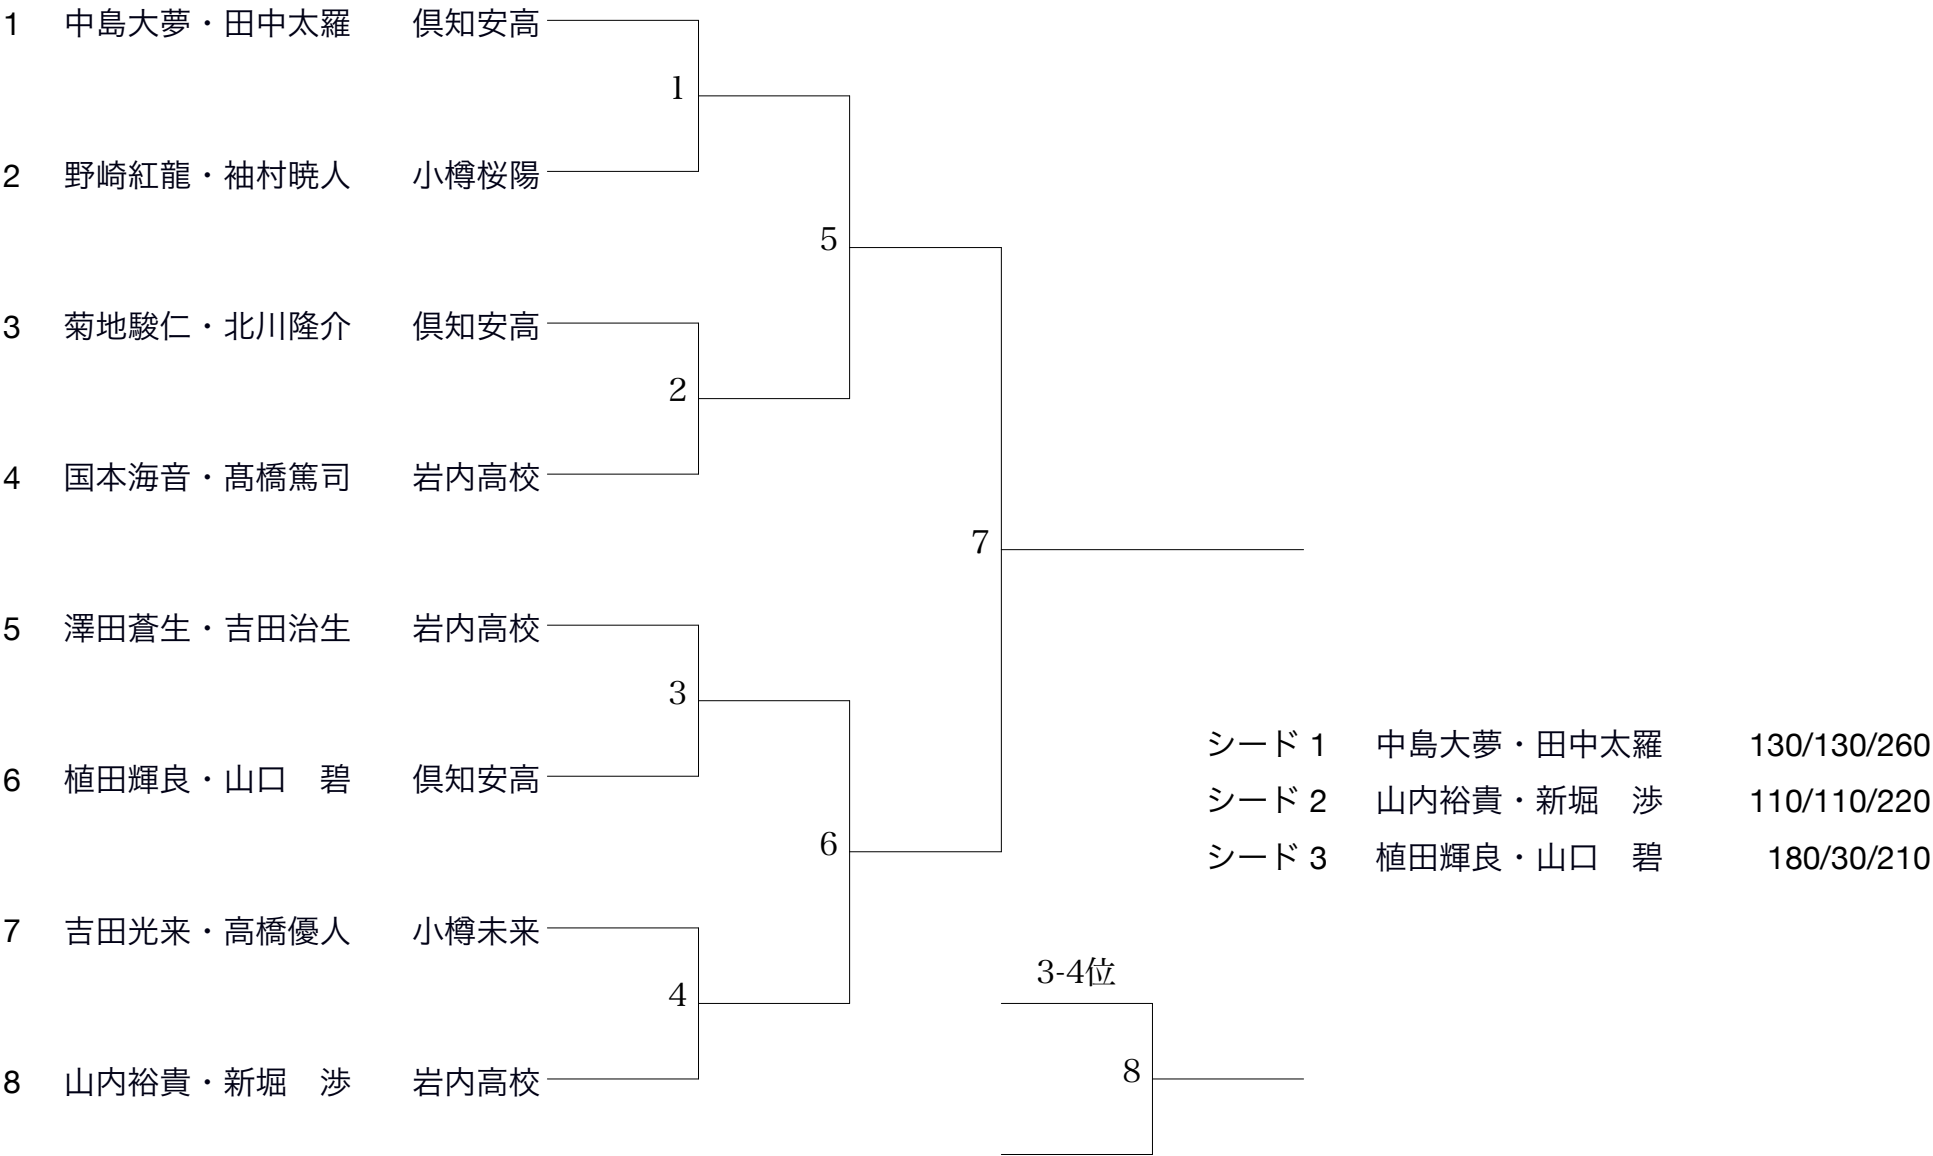 1 中島大夢・田中太羅 倶知安高
1
2 野崎紅龍・袖村暁人 小樽桜陽
5
3 菊地駿仁・北川隆介 倶知安高
2
4 国本海音・髙橋篤司 岩内高校
7
5 澤田蒼生・吉田治生 岩内高校
3
シード 1 中島大夢・田中太羅 130/130/260
6 植田輝良・山口　碧 倶知安高
シード 2 山内裕貴・新堀　渉 110/110/220
6
シード 3 植田輝良・山口　碧 180/30/210
7 吉田光来・高橋優人 小樽未来
3-4位
4
8 山内裕貴・新堀　渉 岩内高校
8